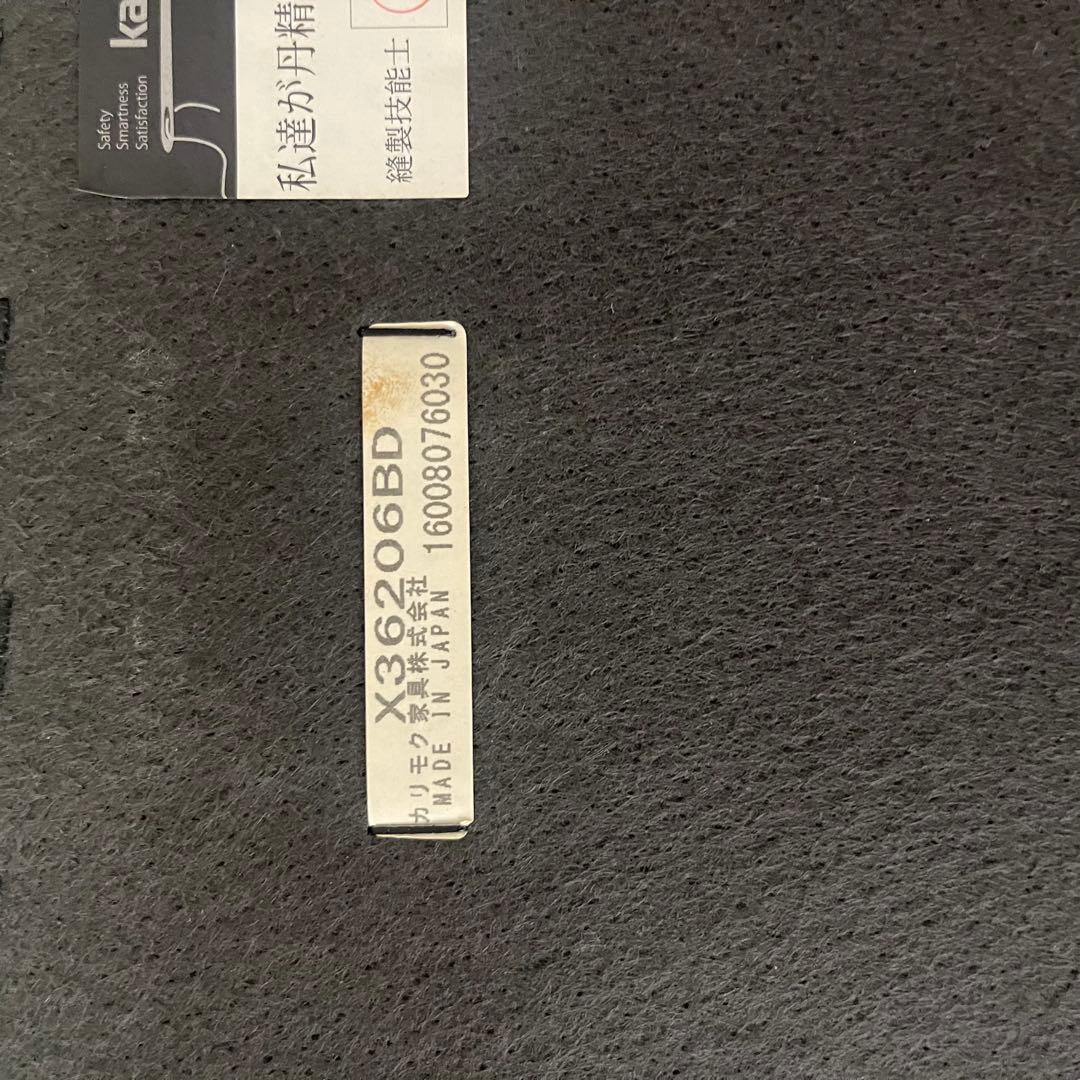 Safety
Smartness
Satisfaction
ka
私達が丹精
縫製技能士
X36206BD
カリモク家具株式会社
MADE IN JAPAN 16008076030